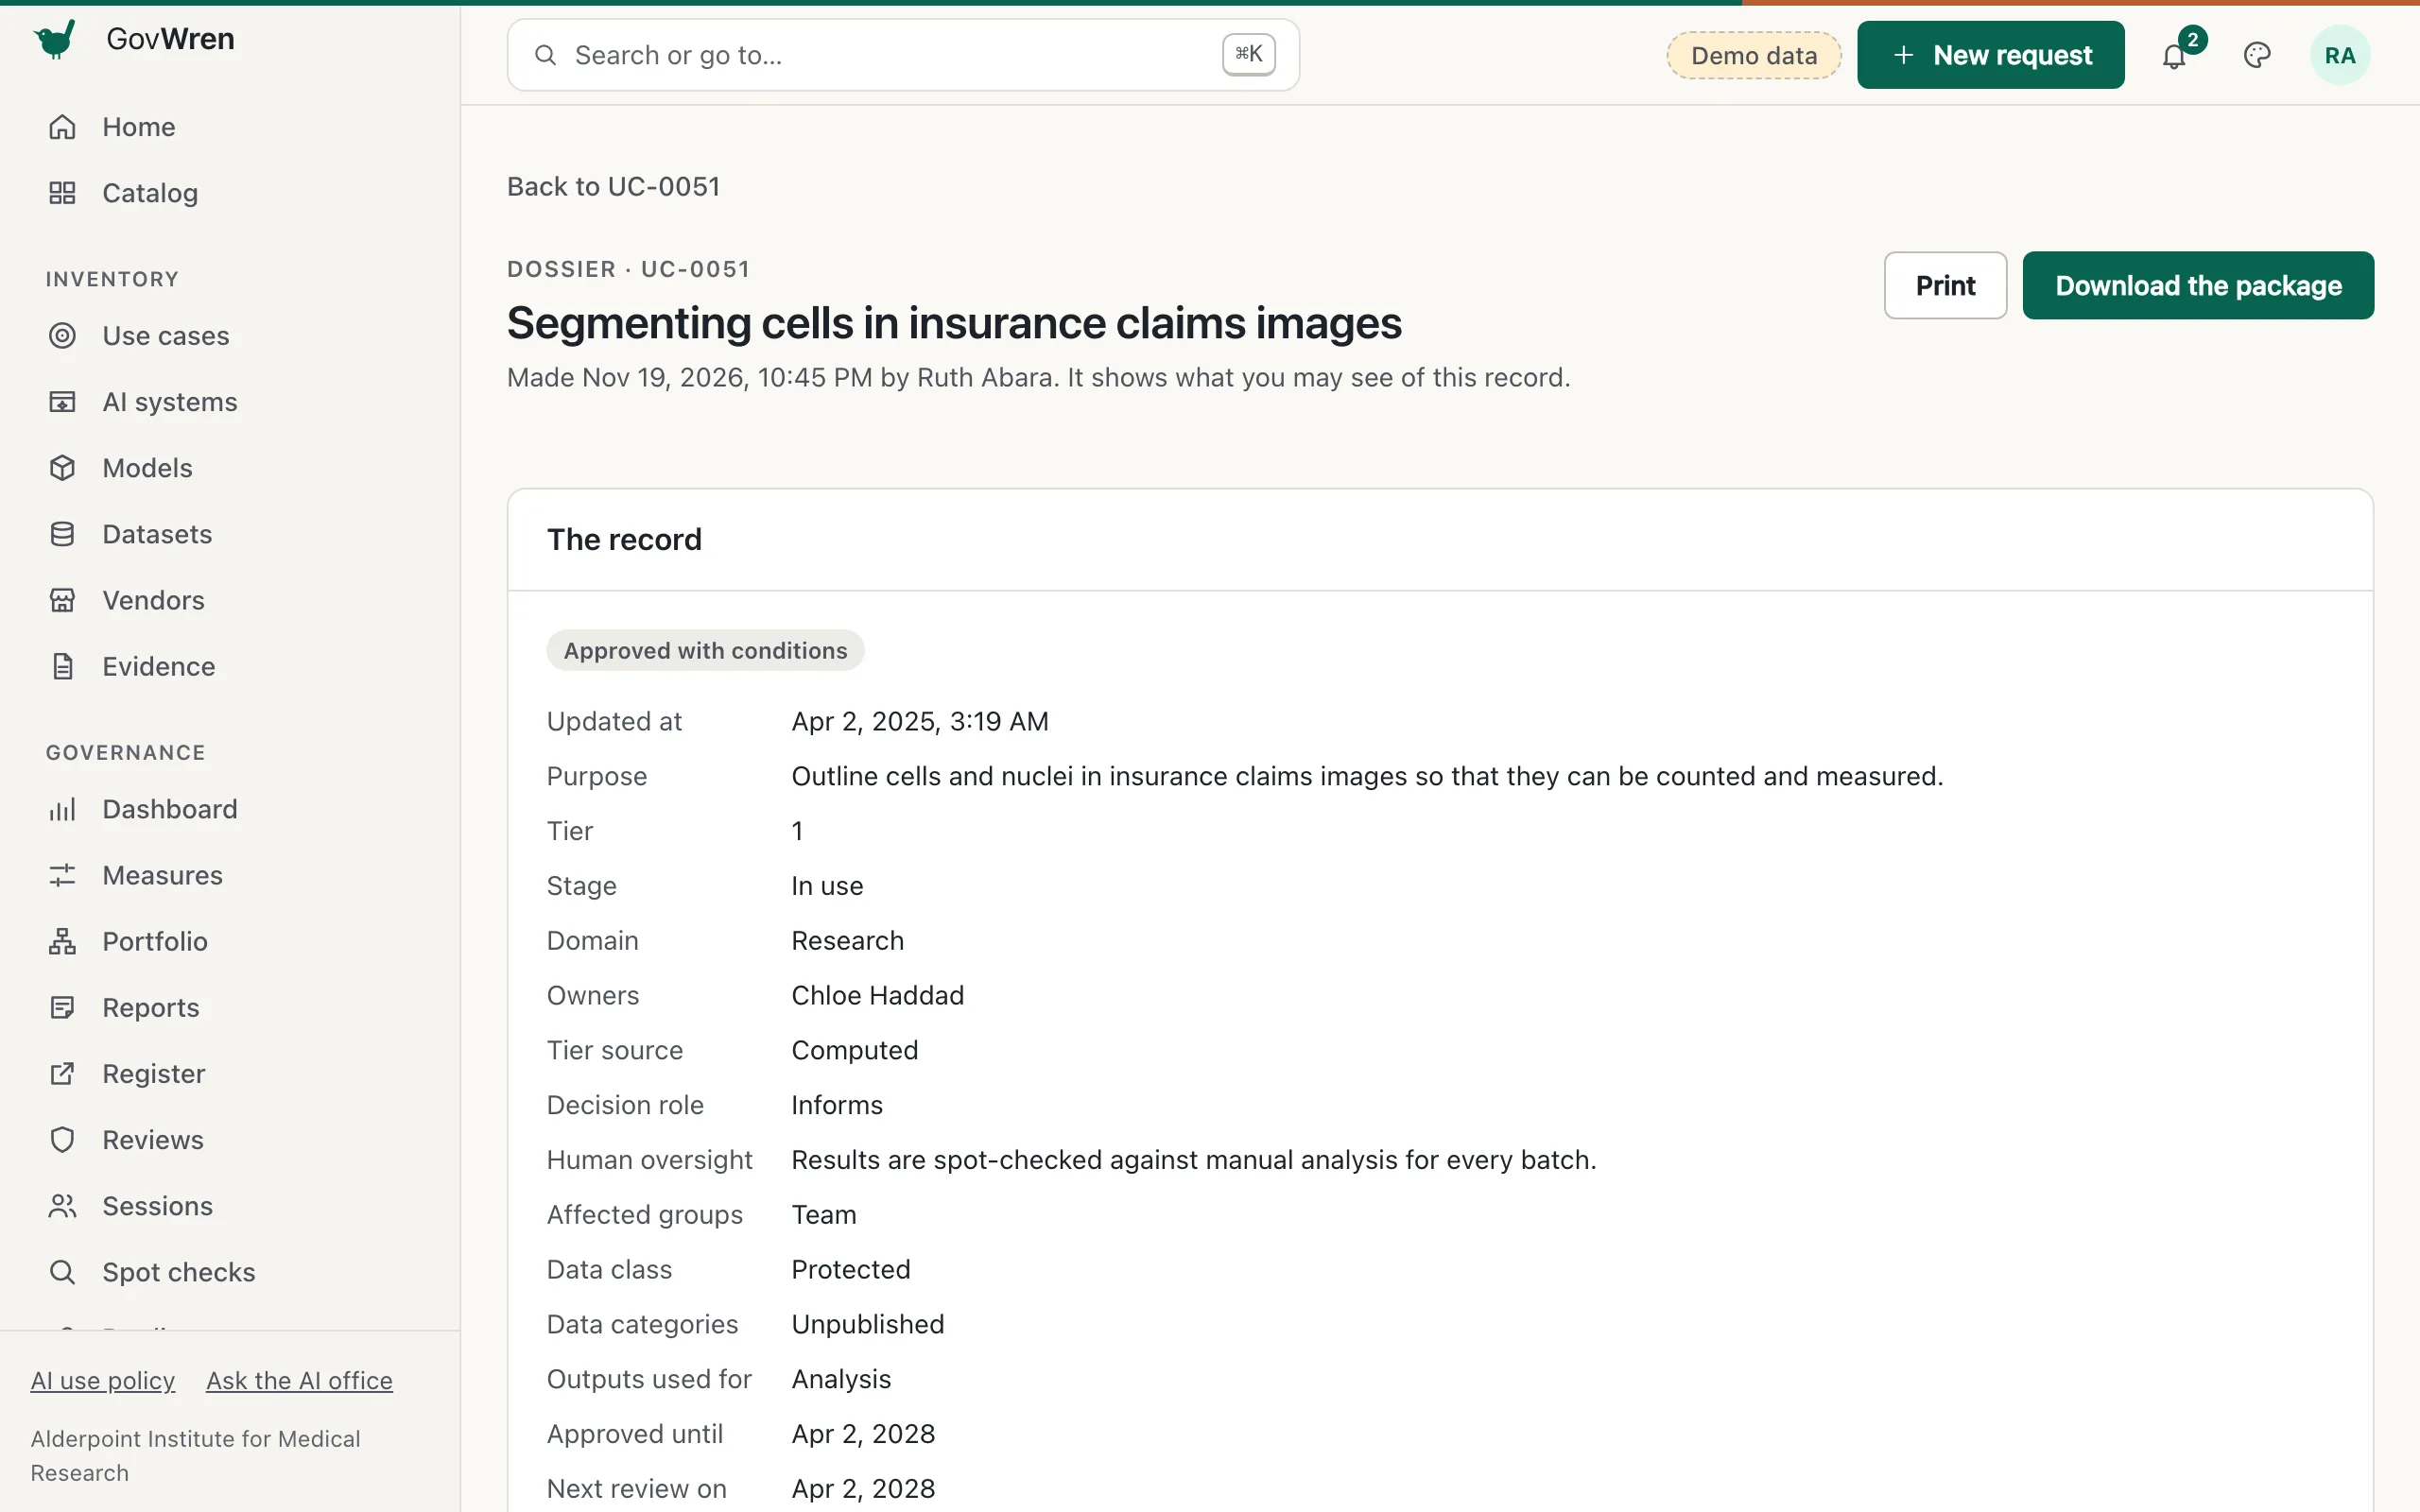 GovWren
Search or go to...
⌘K
Demo data
New request
2
RA
Home
Catalog
INVENTORY
Use cases
AI systems
Models
Datasets
Vendors
Evidence
GOVERNANCE
Dashboard
Measures
Portfolio
Reports
Register
Reviews
Sessions
Spot checks
AI use policy
Ask the AI office
Alderpoint Institute for Medical
Research
Back to UC-0051
DOSSIER · UC-0051
Segmenting cells in insurance claims images
Made Nov 19, 2026, 10:45 PM by Ruth Abara. It shows what you may see of this record.
Print
Download the package
The record
Approved with conditions
Updated at Apr 2, 2025, 3:19 AM
Purpose Outline cells and nuclei in insurance claims images so that they can be counted and measured.
Tier 1
Stage In use
Domain Research
Owners Chloe Haddad
Tier source Computed
Decision role Informs
Human oversight Results are spot-checked against manual analysis for every batch.
Affected groups Team
Data class Protected
Data categories Unpublished
Outputs used for Analysis
Approved until Apr 2, 2028
Next review on Apr 2, 2028